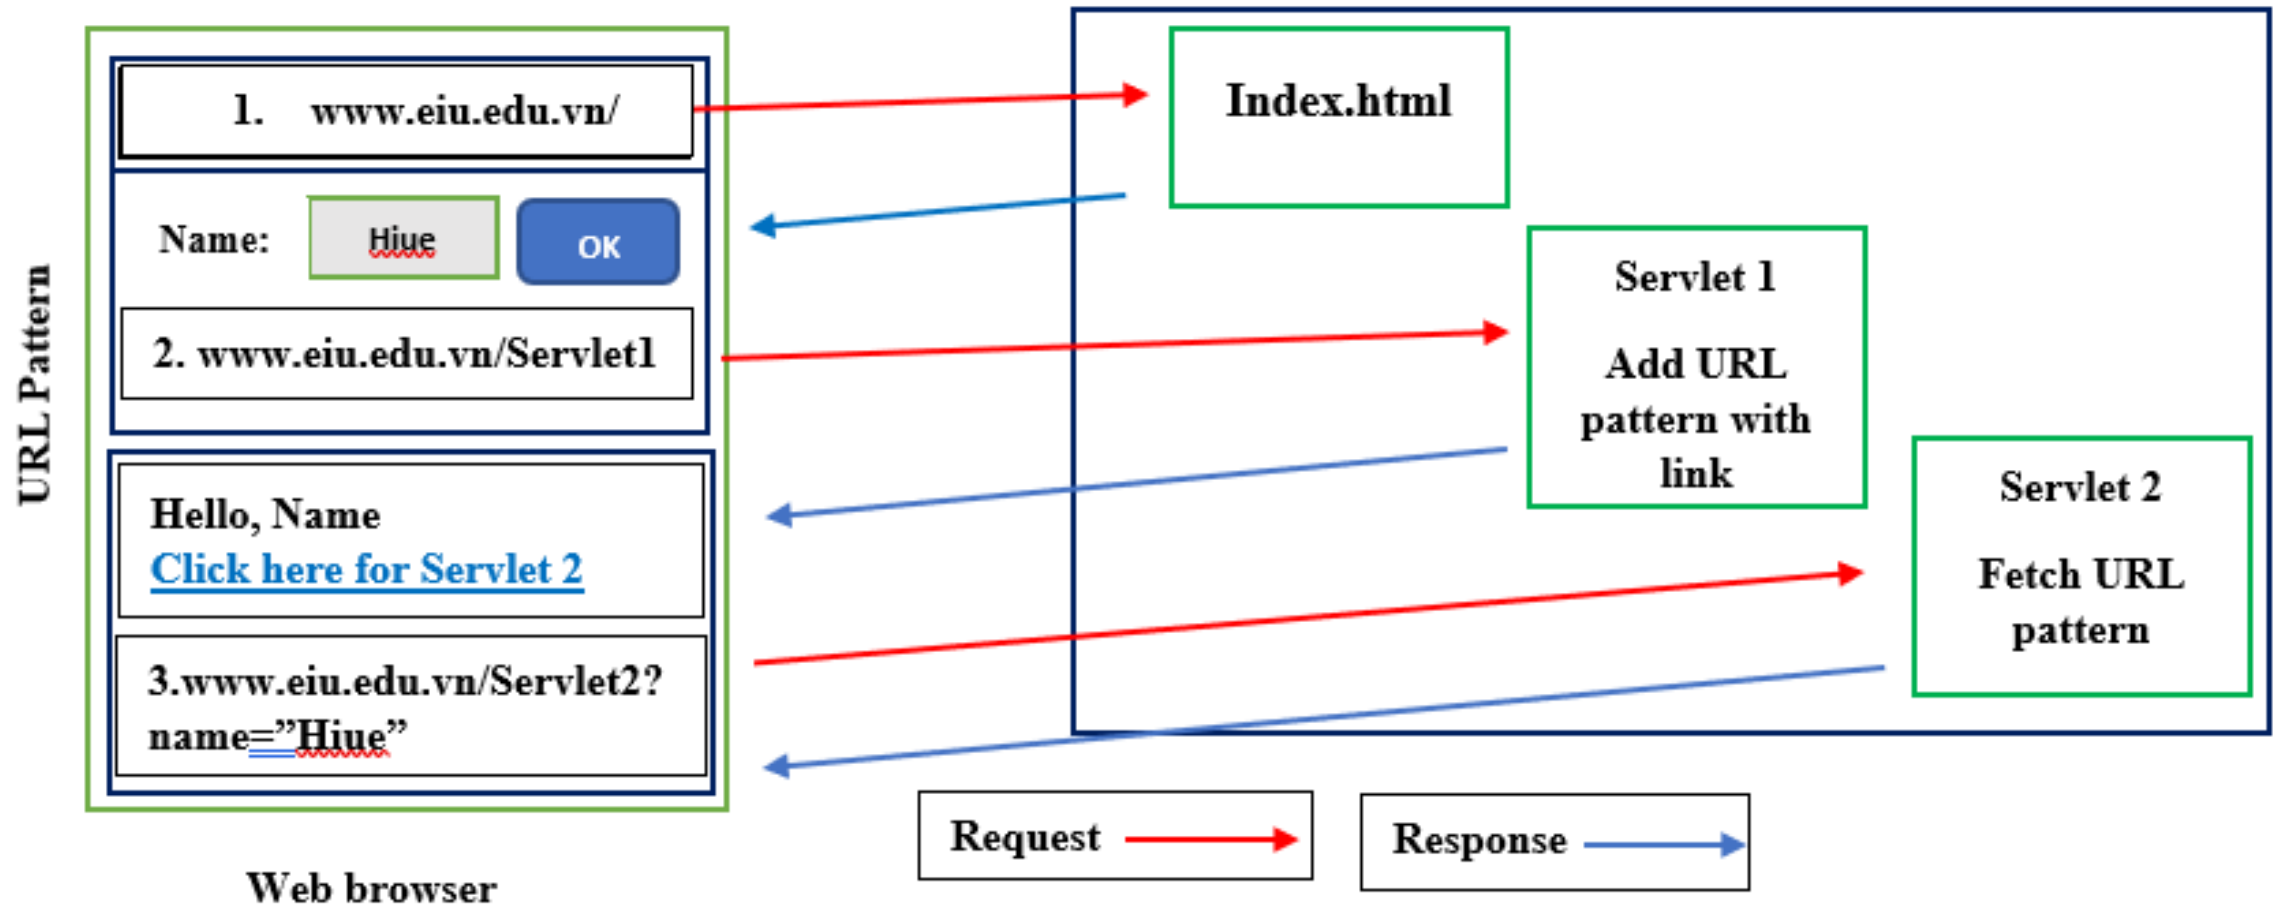 URL Pattern
1. www.eiu.edu.vn/
Name: Hiue OK
2. www.eiu.edu.vn/Servlet1
Hello, Name
Click here for Servlet 2
3.www.eiu.edu.vn/Servlet2?
name=”Hiue”
Web browser
Index.html
Servlet 1
Add URL
pattern with
link
Servlet 2
Fetch URL
pattern
Request
Response